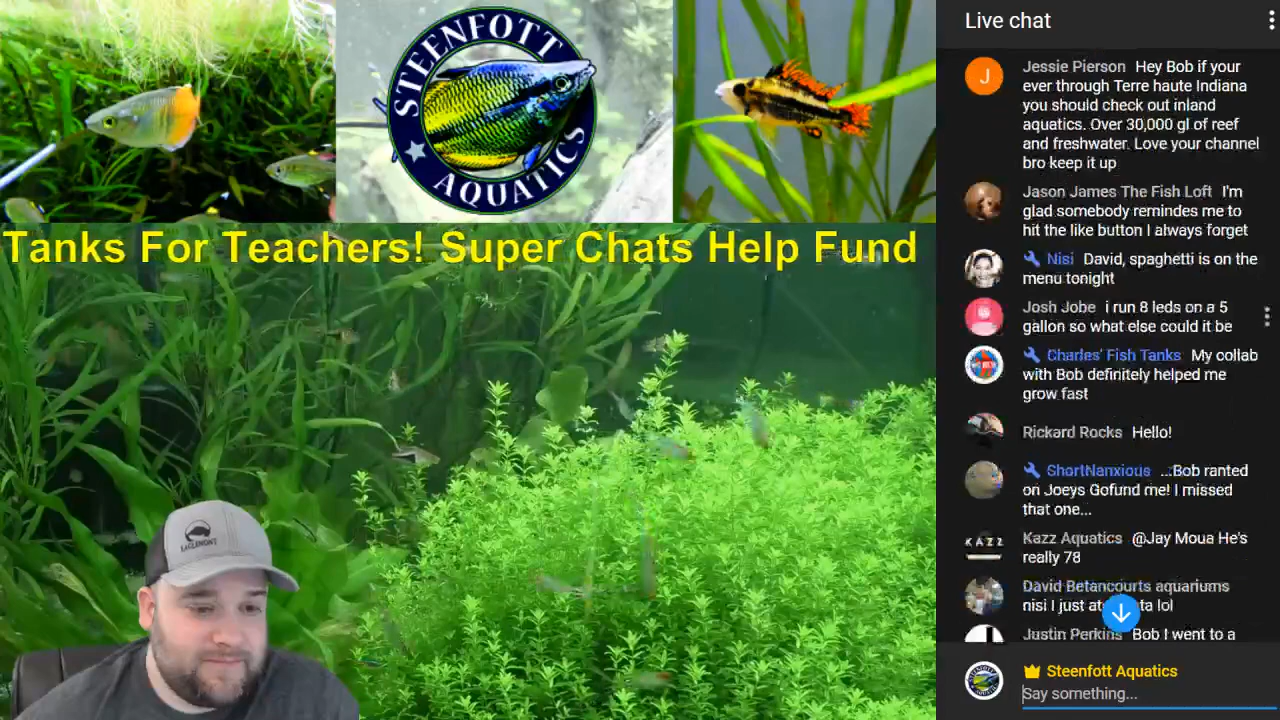 STEENFOTT
AQUATICS
Tanks For Teachers! Super Chats Help Fund
EAGLEMONT
Live chat
Jessie Pierson Hey Bob if your
ever through Terre haute Indiana
you should check out inland
aquatics. Over 30,000 gl of reef
and freshwater. Love your channel
bro keep it up
Jason James The Fish Loft I'm
glad somebody remindes me to
hit the like button I always forget
Nisi David, spaghetti is on the
menu tonight
Josh Jobe i run 8 leds on a 5
gallon so what else could it be
Charles' Fish Tanks My collab
with Bob definitely helped me
grow fast
Rickard Rocks Hello!
ShortNanxious ...Bob ranted
on Joeys Gofund me! I missed
that one...
KAZZ
Kazz Aquatics @Jay Moua He's
really 78
David Betancourts aquariums
nisi I just lol
Justin Perkins Bob I went to a
Steenfott Aquatics
Say something...